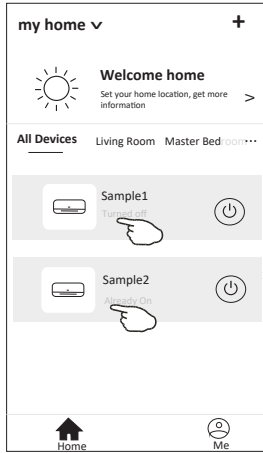 my home
Welcome home
Set your home location, get more
information
All Devices Living Room Master Bedroom
Sample1
Turned off
Sample2
Already On
Home Me